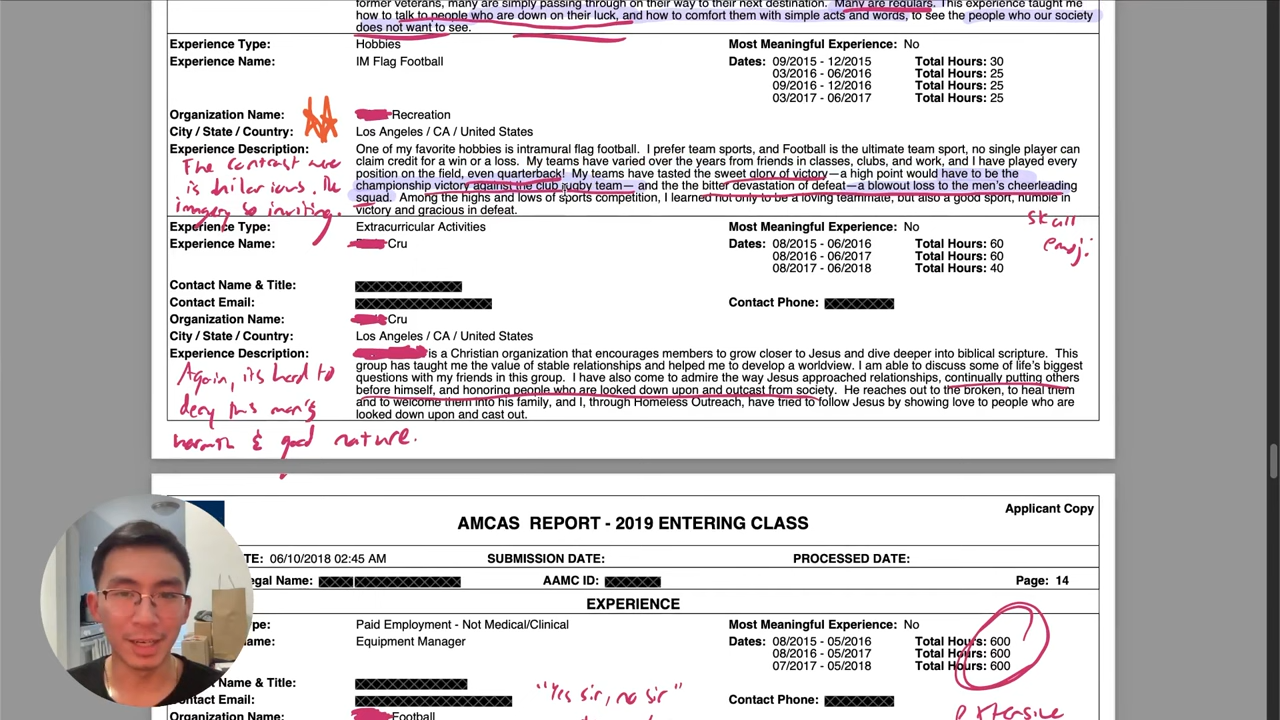 former veterans, many are simply passing through on their way to their next destination. Many are regulars. This experience taught me
how to talk to people who are down on their luck, and how to comfort them with simple acts and words, to see the people who our society
does not want to see.
Experience Type: Hobbies Most Meaningful Experience: No
Experience Name: IM Flag Football Dates: 09/2015 - 12/2015 Total Hours: 30
03/2016 - 06/2016 Total Hours: 25
09/2016 - 12/2016 Total Hours: 25
03/2017 - 06/2017 Total Hours: 25
Organization Name: Recreation
City / State / Country: Los Angeles / CA / United States
Experience Description: One of my favorite hobbies is intramural flag football. I prefer team sports, and Football is the ultimate team sport, no single player can
claim credit for a win or a loss. My teams have varied over the years from friends in classes, clubs, and work, and I have played every
position on the field, even quarterback! My teams have tasted the sweet glory of victory—a high point would have to be the
championship victory against the club rugby team— and the the bitter devastation of defeat—a blowout loss to the men's cheerleading
squad. Among the highs and lows of sports competition, I learned not only to be a loving teammate, but also a good sport, humble in
victory and gracious in defeat.
The contrast here
is hilarious. The
imagery so inviting.
Skull
emoji
Experience Type: Extracurricular Activities Most Meaningful Experience: No
Experience Name: Cru Dates: 08/2015 - 06/2016 Total Hours: 60
08/2016 - 06/2017 Total Hours: 60
08/2017 - 06/2018 Total Hours: 40
Contact Name & Title:
Contact Email: Contact Phone:
Organization Name: Cru
City / State / Country: Los Angeles / CA / United States
Experience Description: is a Christian organization that encourages members to grow closer to Jesus and dive deeper into biblical scripture. This
group has taught me the value of stable relationships and helped me to develop a worldview. I am able to discuss some of life's biggest
questions with my friends in this group. I have also come to admire the way Jesus approached relationships, continually putting others
before himself, and honoring people who are looked down upon and outcast from society. He reaches out to the broken, to heal them
and to welcome them into his family, and I, through Homeless Outreach, have tried to follow Jesus by showing love to people who are
looked down upon and cast out.
Again, it's hard to
deny this man's
warmth & good nature.
Applicant Copy
AMCAS REPORT - 2019 ENTERING CLASS
TE: 06/10/2018 02:45 AM SUBMISSION DATE: PROCESSED DATE:
egal Name: AAMC ID: Page: 14
EXPERIENCE
pe: Paid Employment - Not Medical/Clinical Most Meaningful Experience: No
ame: Equipment Manager Dates: 08/2015 - 05/2016 Total Hours: 600
08/2016 - 05/2017 Total Hours: 600
07/2017 - 05/2018 Total Hours: 600
Name & Title:
Contact Email: Contact Phone:
Organization Name: Football
"Yes sir, no sir"
extensive